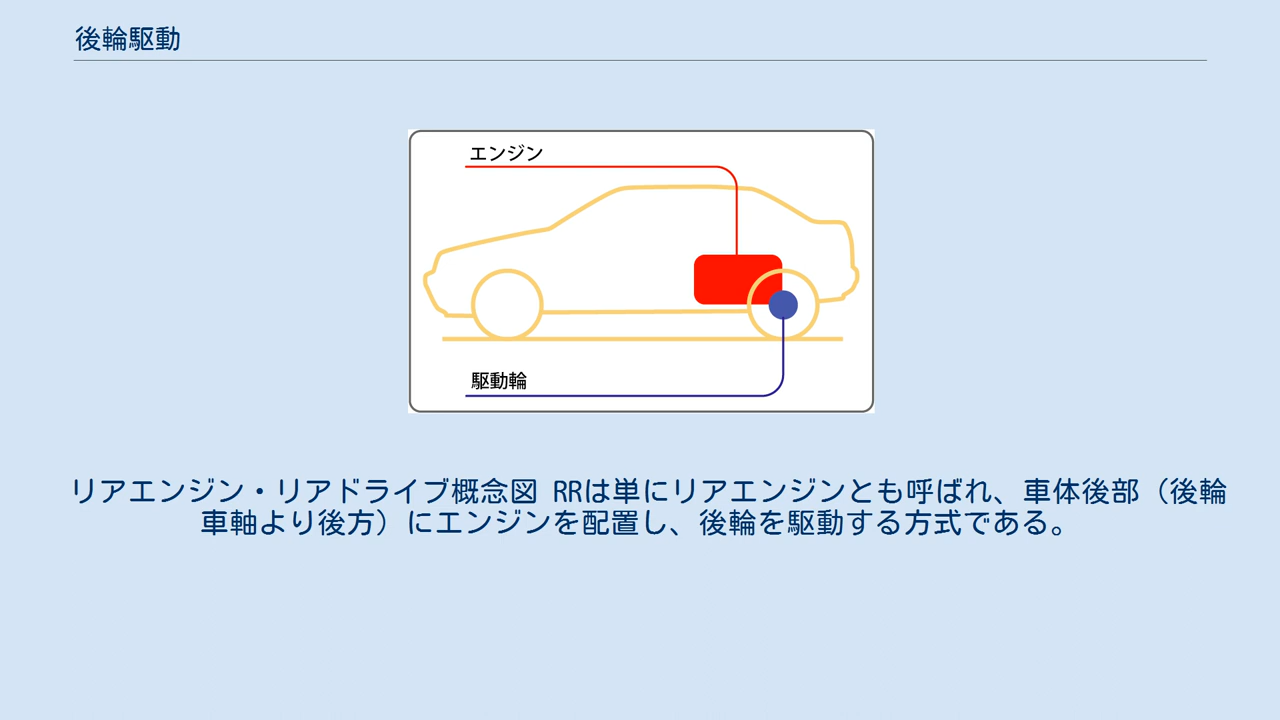 後輪駆動
エンジン
駆動輪
リアエンジン・リアドライブ概念図 RRは単にリアエンジンとも呼ばれ、車体後部（後輪
車軸より後方）にエンジンを配置し、後輪を駆動する方式である。